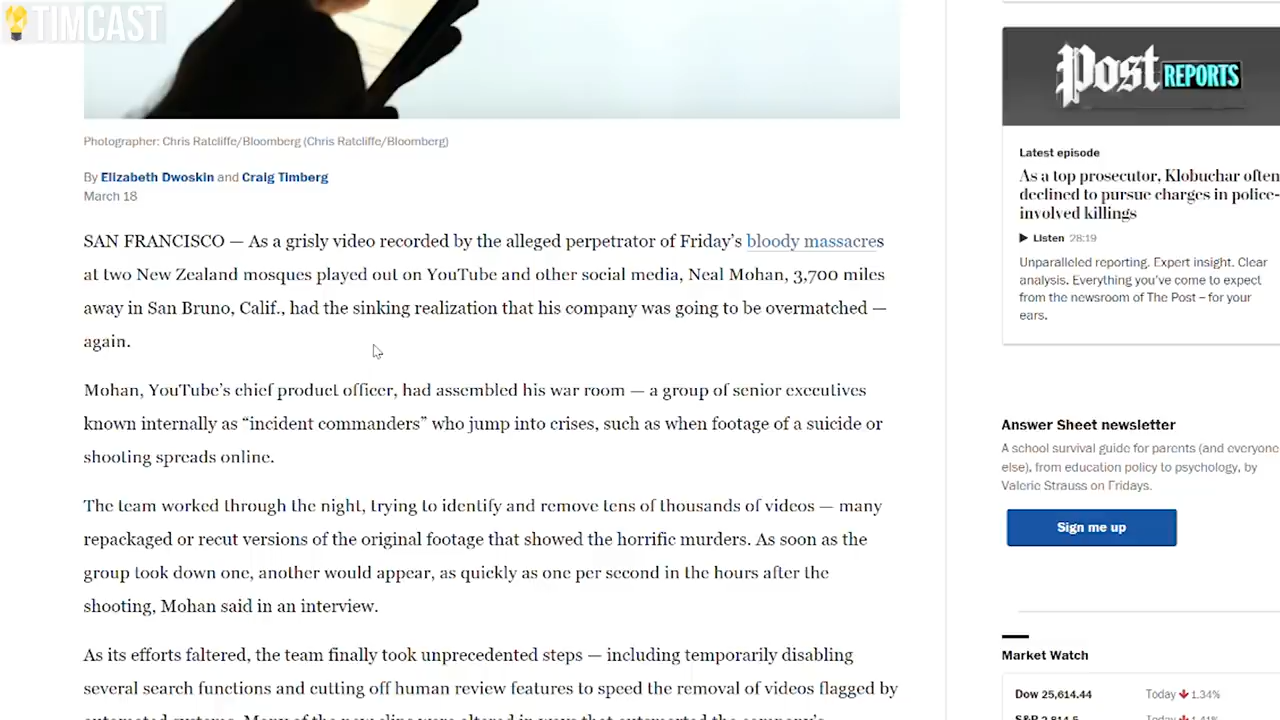 TIMCAST
Post REPORTS
Photographer: Chris Ratcliffe/Bloomberg (Chris Ratcliffe/Bloomberg)
By Elizabeth Dwoskin and Craig Timberg
March 18
SAN FRANCISCO — As a grisly video recorded by the alleged perpetrator of Friday's bloody massacres
at two New Zealand mosques played out on YouTube and other social media, Neal Mohan, 3,700 miles
away in San Bruno, Calif., had the sinking realization that his company was going to be overmatched —
again.
Mohan, YouTube's chief product officer, had assembled his war room — a group of senior executives
known internally as “incident commanders” who jump into crises, such as when footage of a suicide or
shooting spreads online.
The team worked through the night, trying to identify and remove tens of thousands of videos — many
repackaged or recut versions of the original footage that showed the horrific murders. As soon as the
group took down one, another would appear, as quickly as one per second in the hours after the
shooting, Mohan said in an interview.
As its efforts faltered, the team finally took unprecedented steps — including temporarily disabling
several search functions and cutting off human review features to speed the removal of videos flagged by
Latest episode
As a top prosecutor, Klobuchar often
declined to pursue charges in police-
involved killings
Listen 28:19
Unparalleled reporting. Expert insight. Clear
analysis. Everything you've come to expect
from the newsroom of The Post – for your
ears.
Answer Sheet newsletter
A school survival guide for parents (and everyone
else), from education policy to psychology, by
Valerie Strauss on Fridays.
Sign me up
Market Watch
Dow 25,614.44 Today 1.34%